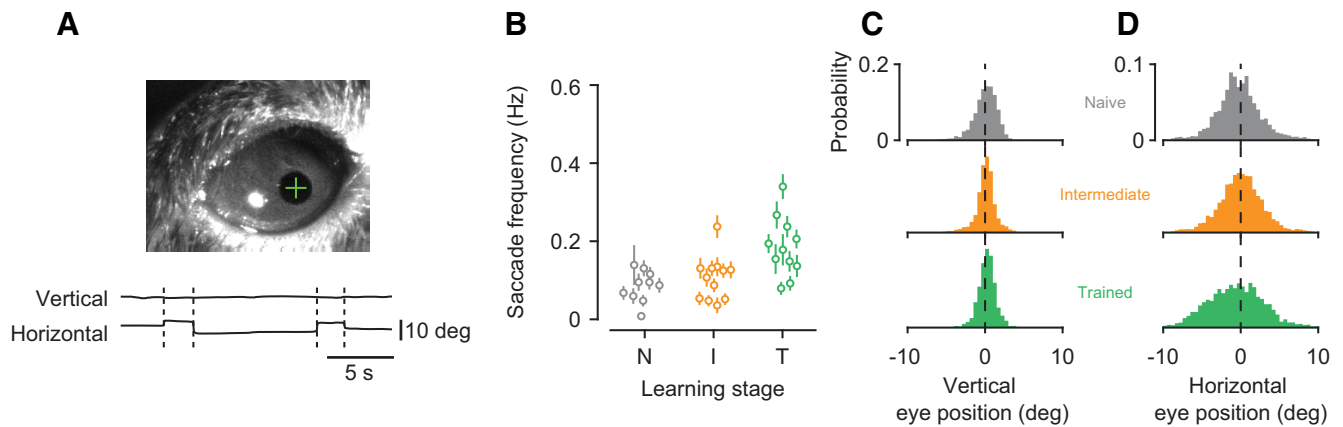 A
B
C
D
Vertical
Horizontal
10 deg
5 s
Saccade frequency (Hz)
0.6
0.4
0.2
0
N
I
T
Learning stage
Probability
0.2
0
-10
0
10
Vertical
eye position (deg)
Naive
Intermediate
Trained
0.1
0
-10
0
10
Horizontal
eye position (deg)